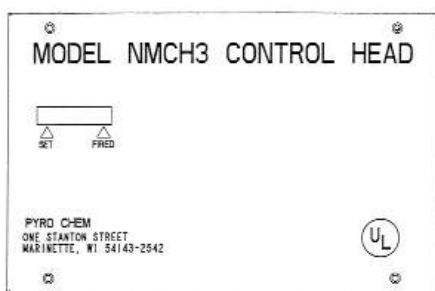 MODEL NMCH3 CONTROL HEAD
SET FIRED
PYRO CHEM
ONE STANTON STREET
MARINETTE, WI 54143-2542
UL